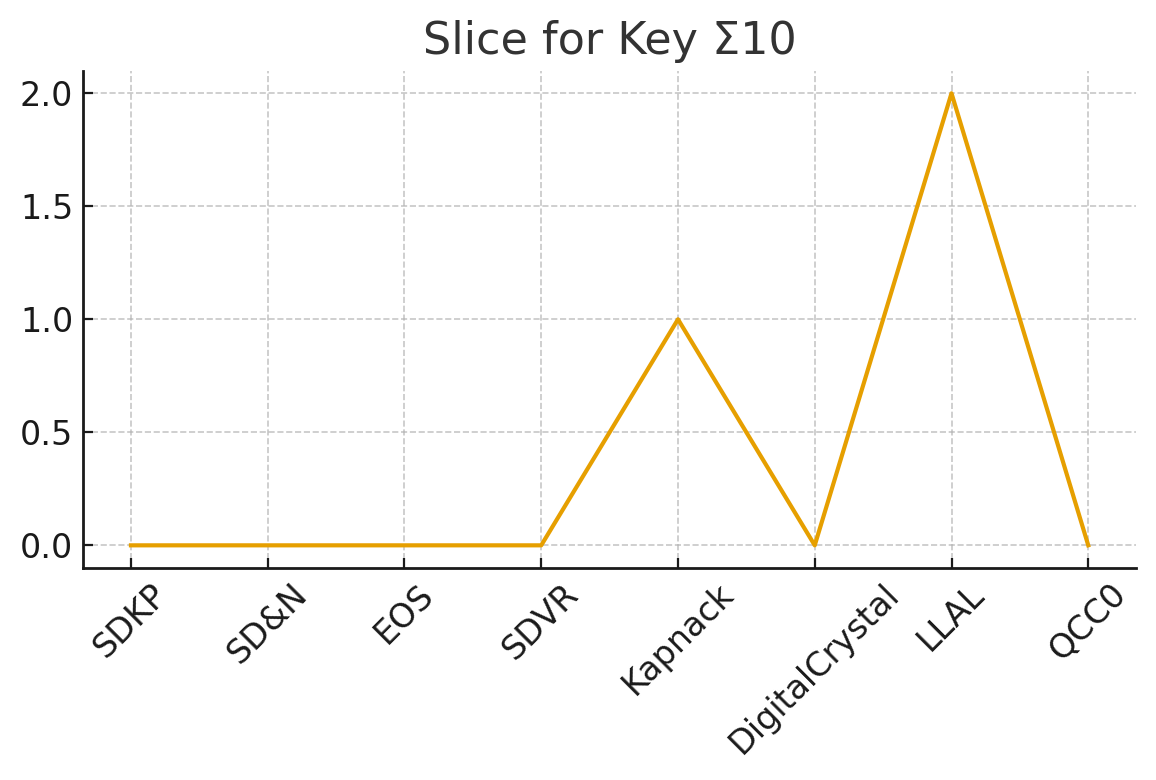 Slice for Key Σ10
2.0
1.5
1.0
0.5
0.0
SDKP
SD&N
EOS
SDVR
Kapnack
DigitalCrystal
LLAL
QCC0